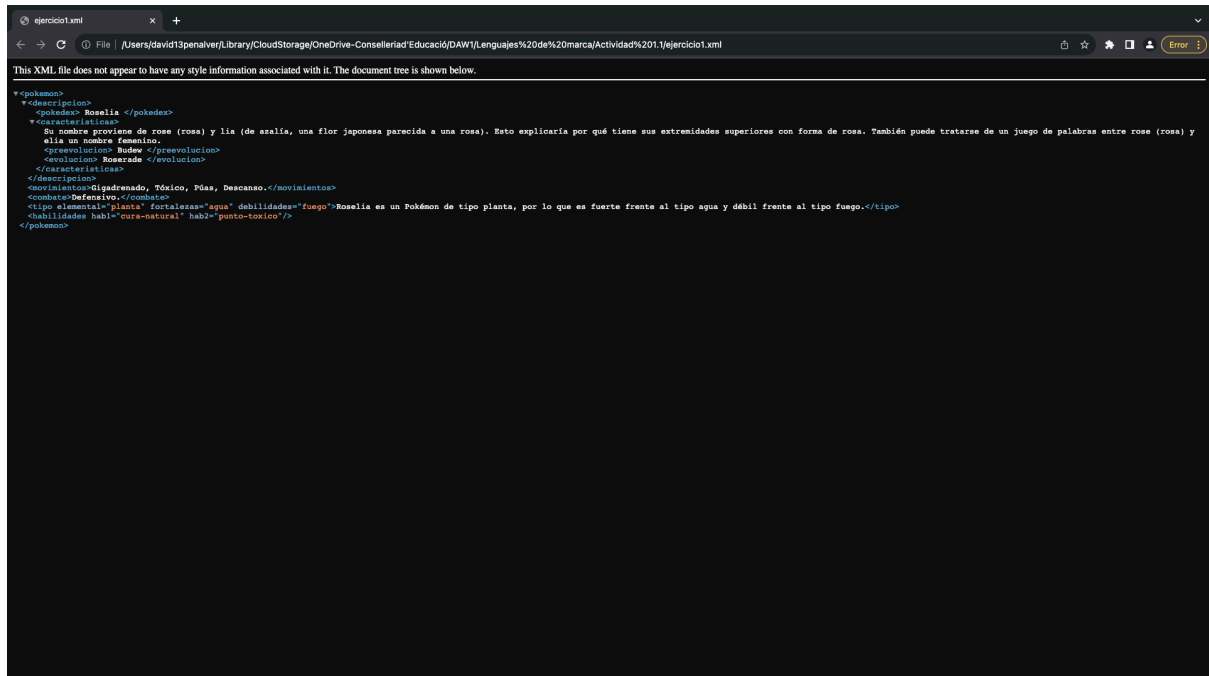 ejercicio1.xml
File | /Users/david13penalver/Library/CloudStorage/OneDrive-Conselleriad'Educació/DAW1/Lenguajes%20de%20marca/Actividad%201.1/ejercicio1.xml Error
This XML file does not appear to have any style information associated with it. The document tree is shown below.
▼<pokemon>
▼<descripcion>
<pokedex> Roselia </pokedex>
▼<caracteristicas>
Su nombre proviene de rose (rosa) y lia (de azalía, una flor japonesa parecida a una rosa). Esto explicaría por qué tiene sus extremidades superiores con forma de rosa. También puede tratarse de un juego de palabras entre rose (rosa) y
elia un nombre femenino.
<preevolucion> Budew </preevolucion>
<evolucion> Roserade </evolucion>
</caracteristicas>
</descripcion>
<movimientos>Gigadrenado, Tóxico, Púas, Descanso.</movimientos>
<combate>Defensivo.</combate>
<tipo elemental="planta" fortalezas="agua" debilidades="fuego">Roselia es un Pokémon de tipo planta, por lo que es fuerte frente al tipo agua y débil frente al tipo fuego.</tipo>
<habilidades hab1="cura-natural" hab2="punto-toxico"/>
</pokemon>